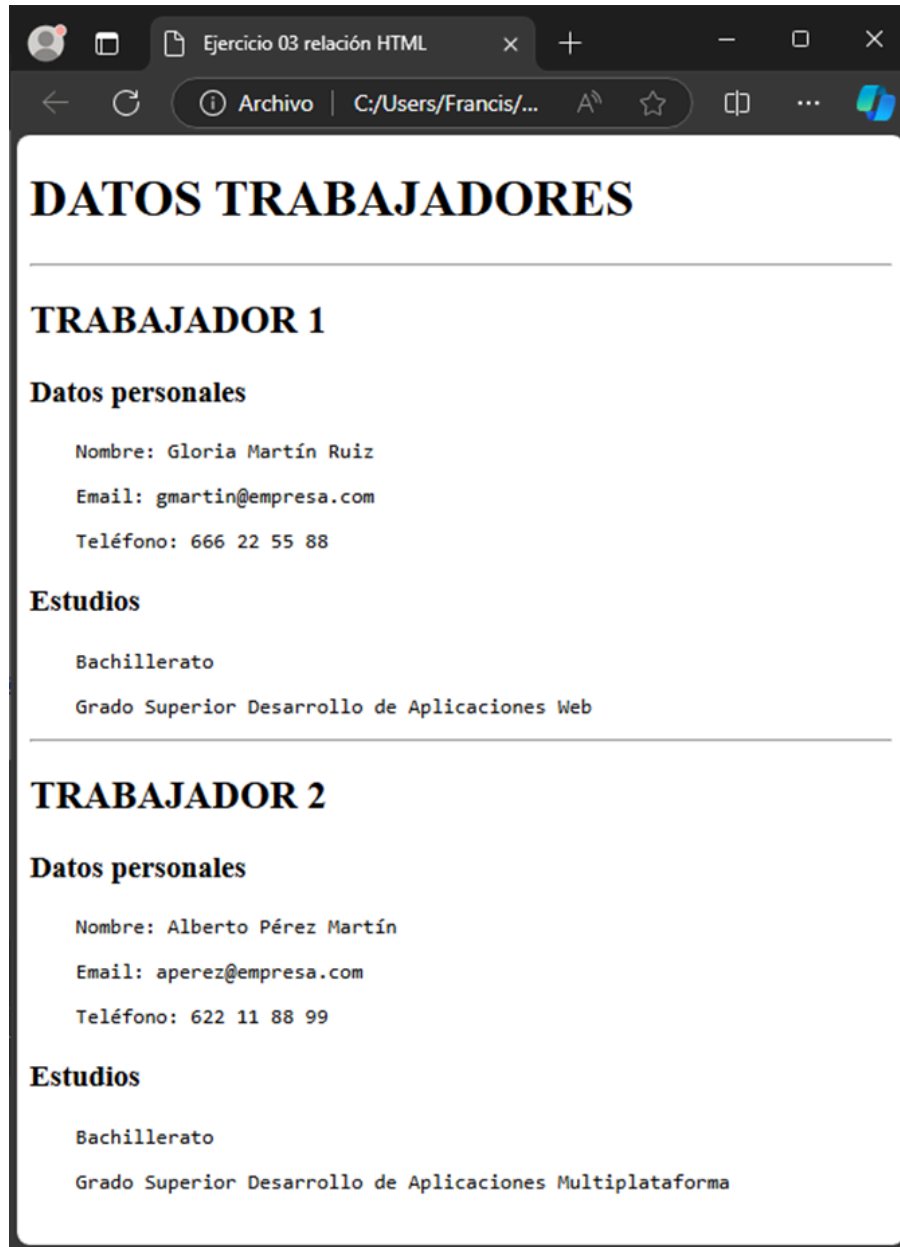 Ejercicio 03 relación HTML
Archivo | C:/Users/Francis/...
DATOS TRABAJADORES
TRABAJADOR 1
Datos personales
Nombre: Gloria Martín Ruiz
Email: gmartin@empresa.com
Teléfono: 666 22 55 88
Estudios
Bachillerato
Grado Superior Desarrollo de Aplicaciones Web
TRABAJADOR 2
Datos personales
Nombre: Alberto Pérez Martín
Email: aperez@empresa.com
Teléfono: 622 11 88 99
Estudios
Bachillerato
Grado Superior Desarrollo de Aplicaciones Multiplataforma